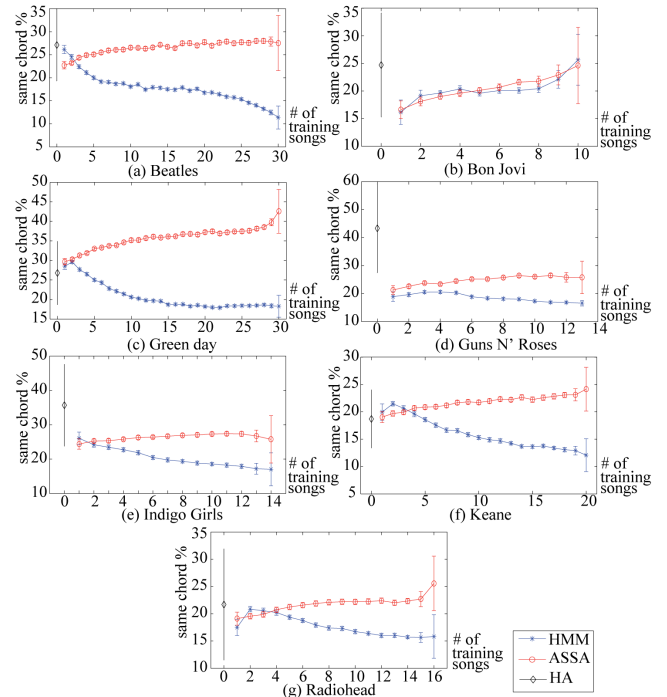 same chord %
35
30
25
20
15
10
5
0 5 10 15 20 25 30
# of
training
songs
(a) Beatles
same chord %
35
30
25
20
15
10
0 2 4 6 8 10
# of
training
songs
(b) Bon Jovi
same chord %
50
45
40
35
30
25
20
15
0 5 10 15 20 25 30
# of
training
songs
(c) Green day
same chord %
60
50
40
30
20
10
0 2 4 6 8 10 12 14
# of
training
songs
(d) Guns N' Roses
same chord %
50
40
30
20
10
0 2 4 6 8 10 12 14
# of
training
songs
(e) Indigo Girls
same chord %
30
25
20
15
10
5
0 5 10 15 20
# of
training
songs
(f) Keane
same chord %
35
30
25
20
15
10
0 2 4 6 8 10 12 14 16
# of
training
songs
(g) Radiohead
HMM
ASSA
HA